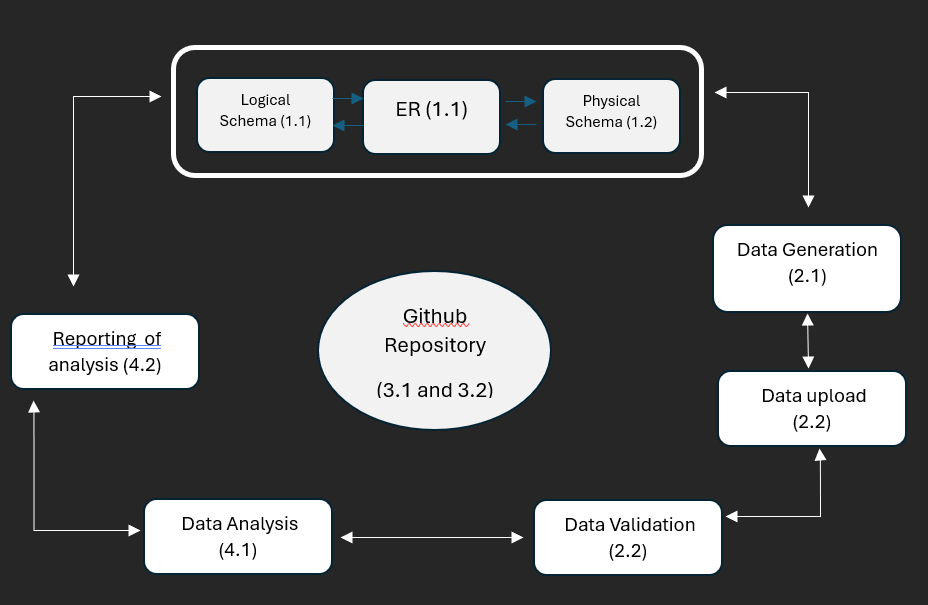 Logical
Schema (1.1)
ER (1.1)
Physical
Schema (1.2)
Data Generation
(2.1)
Github
Repository
(3.1 and 3.2)
Reporting of
analysis (4.2)
Data upload
(2.2)
Data Analysis
(4.1)
Data Validation
(2.2)